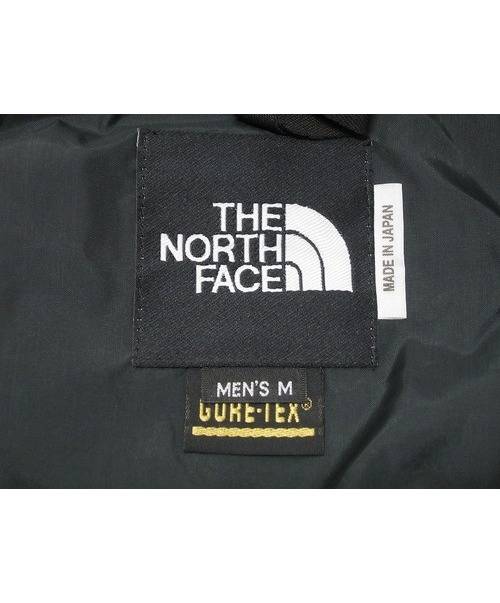 THE
NORTH
FACE
MADE IN JAPAN
MEN'S M
GORE-TEX®